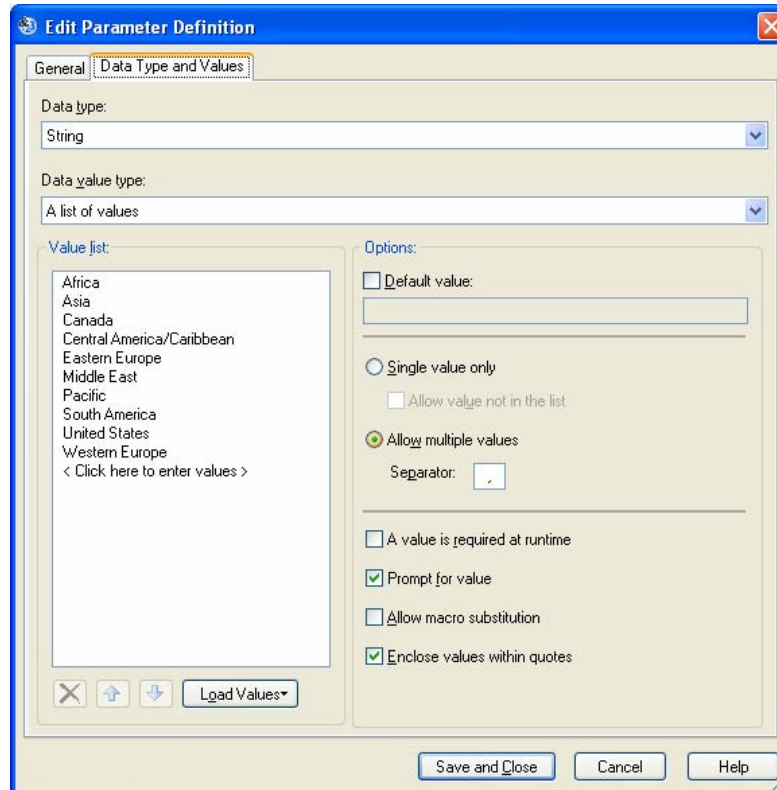 Edit Parameter Definition
General
Data Type and Values
Data type:
String
Data value type:
A list of values
Value list:
Africa
Asia
Canada
Central America/Caribbean
Eastern Europe
Middle East
Pacific
South America
United States
Western Europe
< Click here to enter values >
Load Values
Options:
Default value:
Single value only
Allow value not in the list
Allow multiple values
Separator: ,
A value is required at runtime
Prompt for value
Allow macro substitution
Enclose values within quotes
Save and Close
Cancel
Help